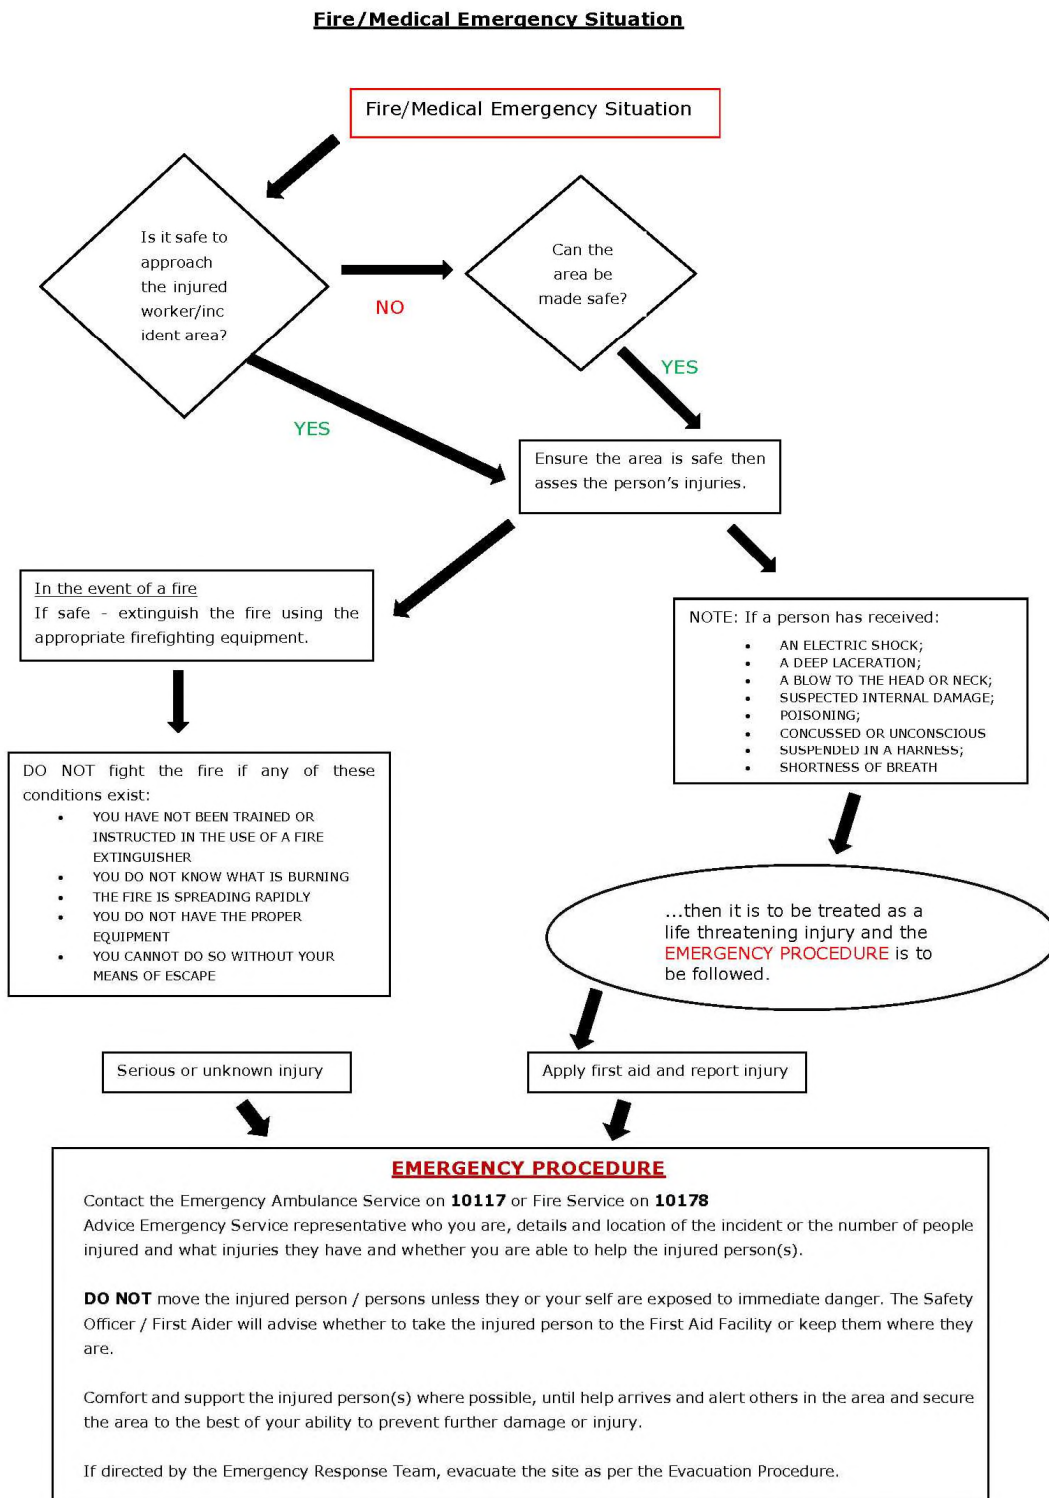 Fire/Medical Emergency Situation
Fire/Medical Emergency Situation
Is it safe to
approach
the injured
worker/inc
ident area?
NO
Can the
area be
made safe?
YES
YES
Ensure the area is safe then
asses the person's injuries.
In the event of a fire
If safe - extinguish the fire using the
appropriate firefighting equipment.
NOTE: If a person has received:
• AN ELECTRIC SHOCK;
• A DEEP LACERATION;
• A BLOW TO THE HEAD OR NECK;
• SUSPECTED INTERNAL DAMAGE;
• POISONING;
• CONCUSSED OR UNCONSCIOUS
• SUSPENDED IN A HARNESS;
• SHORTNESS OF BREATH
DO NOT fight the fire if any of these
conditions exist:
• YOU HAVE NOT BEEN TRAINED OR
INSTRUCTED IN THE USE OF A FIRE
EXTINGUISHER
• YOU DO NOT KNOW WHAT IS BURNING
• THE FIRE IS SPREADING RAPIDLY
• YOU DO NOT HAVE THE PROPER
EQUIPMENT
• YOU CANNOT DO SO WITHOUT YOUR
MEANS OF ESCAPE
...then it is to be treated as a
life threatening injury and the
EMERGENCY PROCEDURE is to
be followed.
Serious or unknown injury
Apply first aid and report injury
EMERGENCY PROCEDURE
Contact the Emergency Ambulance Service on 10117 or Fire Service on 10178
Advice Emergency Service representative who you are, details and location of the incident or the number of people
injured and what injuries they have and whether you are able to help the injured person(s).
DO NOT move the injured person / persons unless they or your self are exposed to immediate danger. The Safety
Officer / First Aider will advise whether to take the injured person to the First Aid Facility or keep them where they
are.
Comfort and support the injured person(s) where possible, until help arrives and alert others in the area and secure
the area to the best of your ability to prevent further damage or injury.
If directed by the Emergency Response Team, evacuate the site as per the Evacuation Procedure.